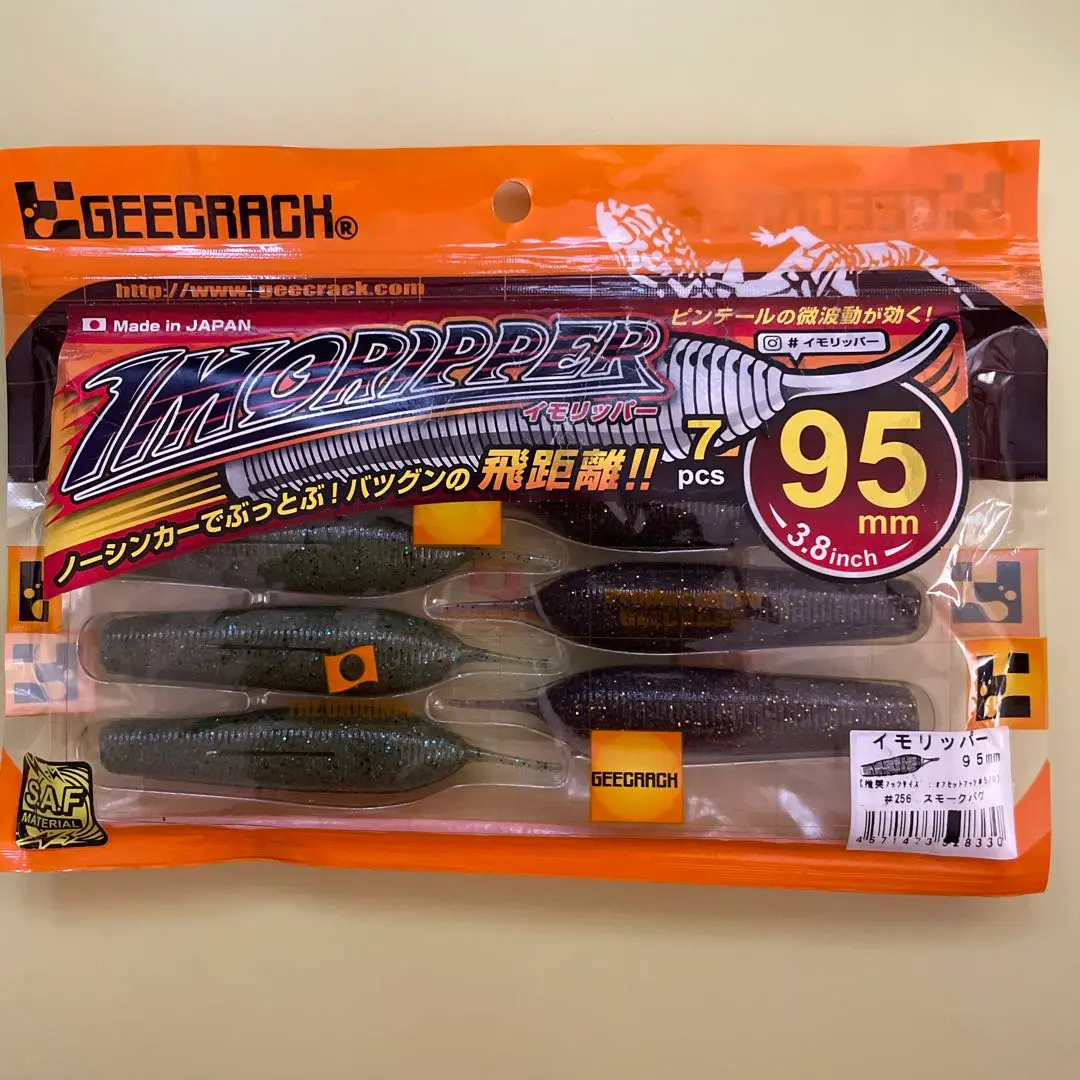 GEECRACK®
http://www.geecrack.com
Made in JAPAN
ピンテールの微波動が効く!
# イモリッパー
IMORIPPER
イモリッパー
7
pcs
95
mm
3.8inch
ノーシンカーでぶっとぶ!バツグンの飛距離!!
GEECRACK
S.A.F
MATERIAL
イモリッパー
95mm
#256 スモークバグ